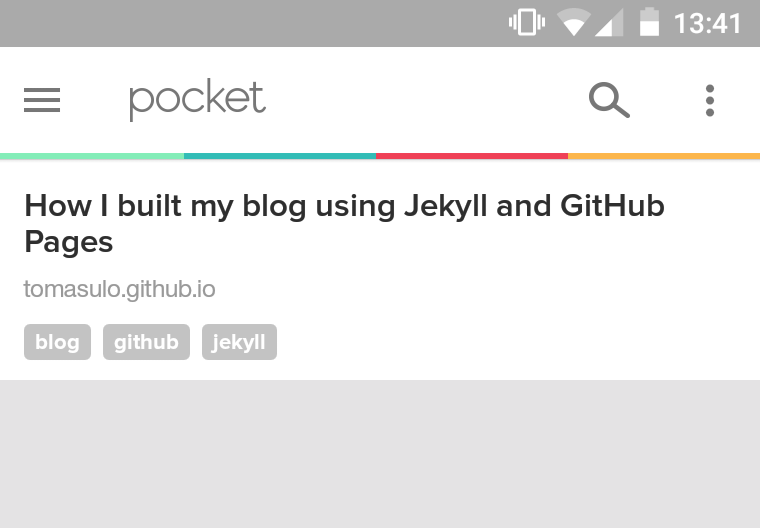 13:41
pocket
How I built my blog using Jekyll and GitHub
Pages
tomasulo.github.io
blog github jekyll